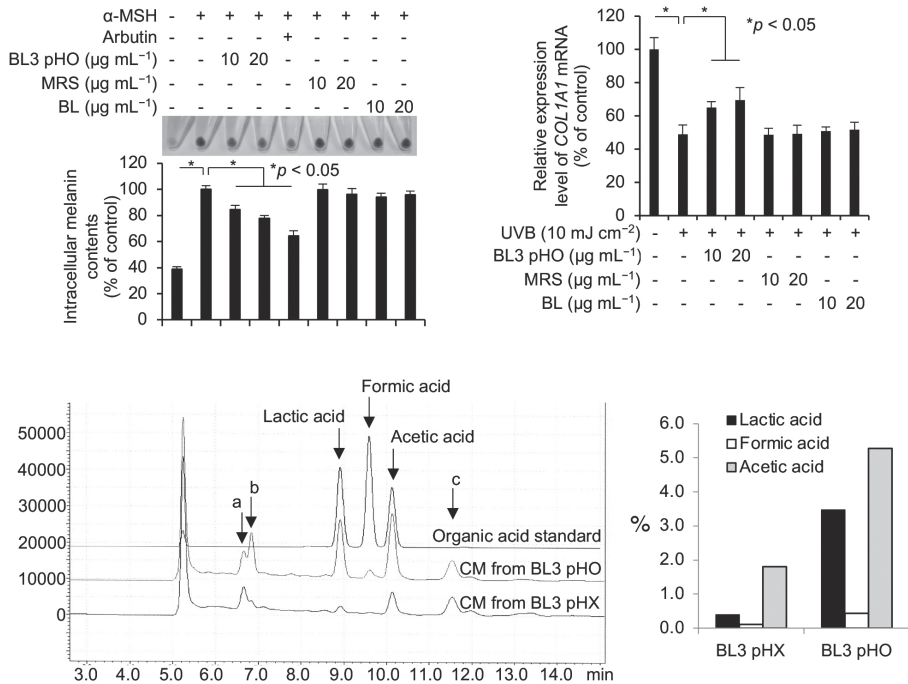 α-MSH - + + + + + + + +
Arbutin - - - - + - - - -
BL3 pHO (µg mL⁻¹) - - 10 20 - - - - -
MRS (µg mL⁻¹) - - - - - 10 20 - -
BL (µg mL⁻¹) - - - - - - - 10 20
* * *p < 0.05
Intracellular melanin
contents
(% of control)
120
100
80
60
40
20
0
* * *p < 0.05
Relative expression
level of COL1A1 mRNA
(% of control)
120
100
80
60
40
20
0
UVB (10 mJ cm⁻²) - + + + + + + +
BL3 pHO (µg mL⁻¹) - - 10 20 - - - -
MRS (µg mL⁻¹) - - - - 10 20 - -
BL (µg mL⁻¹) - - - - - - 10 20
Formic acid
Lactic acid
Acetic acid
a
b
c
Organic acid standard
CM from BL3 pHO
CM from BL3 pHX
50000
40000
30000
20000
10000
0
3.0 4.0 5.0 6.0 7.0 8.0 9.0 10.0 11.0 12.0 13.0 14.0 min
Lactic acid
Formic acid
Acetic acid
%
6.0
5.0
4.0
3.0
2.0
1.0
0.0
BL3 pHX BL3 pHO